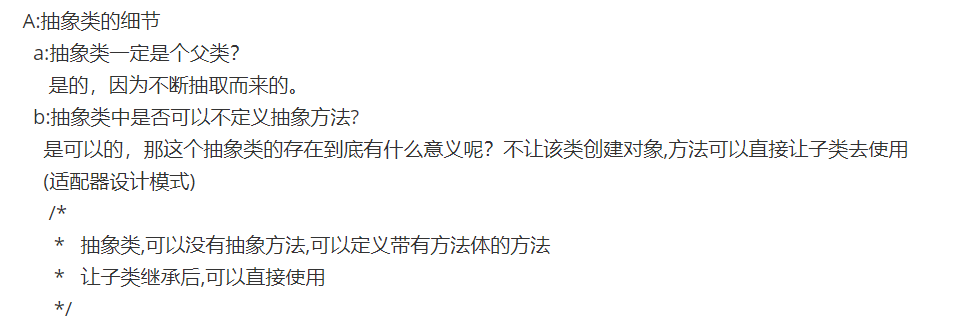 A:抽象类的细节
a:抽象类一定是个父类？
是的，因为不断抽取而来的。
b:抽象类中是否可以不定义抽象方法?
是可以的，那这个抽象类的存在到底有什么意义呢？不让该类创建对象,方法可以直接让子类去使用
(适配器设计模式)
/*
* 抽象类,可以没有抽象方法,可以定义带有方法体的方法
* 让子类继承后,可以直接使用
*/